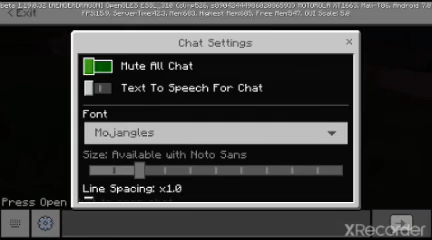 <Exit
Chat Settings
Mute All Chat
Text To Speech For Chat
Font
Mojangles
Size: Available with Noto Sans
Line Spacing: x1.0
Press Open
XRecorder